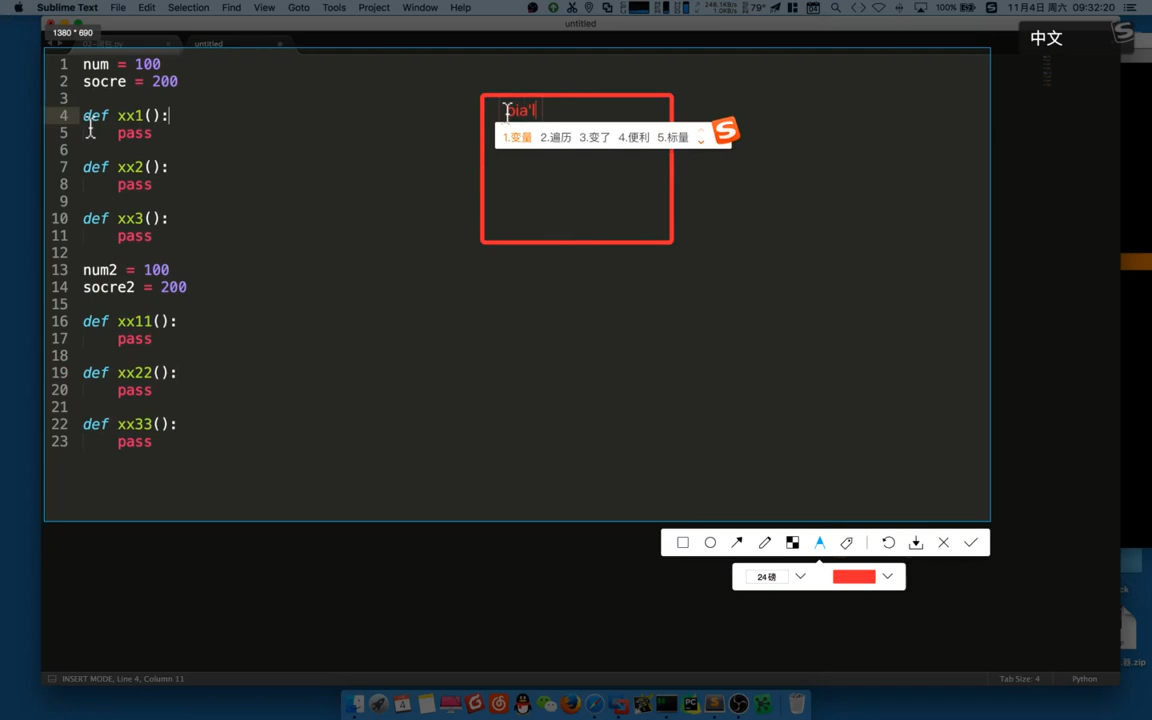 Sublime Text File Edit Selection Find View Goto Tools Project Window Help
100% 11月4日 周六 09:32:20
untitled
1380 * 690
untitled
中文
1 num = 100
2 socre = 200
3
4 def xx1():
5 pass
6
7 def xx2():
8 pass
9
10 def xx3():
11 pass
12
13 num2 = 100
14 socre2 = 200
15
16 def xx11():
17 pass
18
19 def xx22():
20 pass
21
22 def xx33():
23 pass
bia'l
1.变量 2.遍历 3.变了 4.便利 5.标量
24磅
INSERT MODE, Line 4, Column 11
Tab Size: 4 Python
器.zip